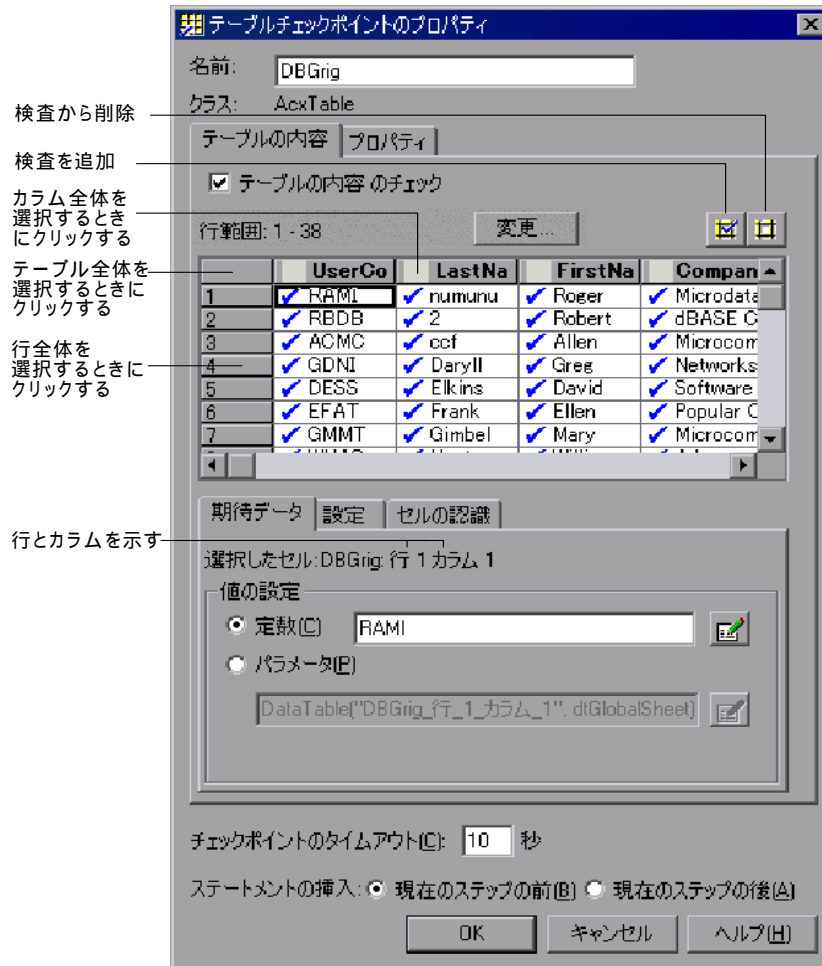 テーブルチェックポイントのプロパティ
名前: DBGrig
クラス: AcxTable
検査から削除
テーブルの内容 プロパティ
検査を追加
テーブルの内容 のチェック
カラム全体を
選択するとき
にクリックする
行範囲: 1 - 38 変更...
テーブル全体を
選択するときに
クリックする
UserCo LastNa FirstNa Compan
1 RAMI numunu Roger Microdata
2 RBDB 2 Robert dBASE C
3 ACMC ccf Allen Microcom
4 GDNI Daryll Greg Networks
5 DESS Elkins David Software
6 EFAT Frank Ellen Popular C
7 GMMT Gimbel Mary Microcom
行全体を
選択するときに
クリックする
期待データ 設定 セルの認識
行とカラムを示す
選択したセル:DBGrig: 行 1 カラム 1
値の設定
定数(C) RAMI
パラメータ(P)
DataTable("DBGrig_行_1_カラム_1", dtGlobalSheet)
チェックポイントのタイムアウト(C): 10 秒
ステートメントの挿入: 現在のステップの前(B) 現在のステップの後(A)
OK キャンセル ヘルプ(H)